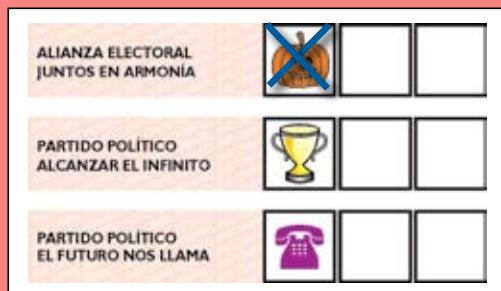 ALIANZA ELECTORAL
JUNTOS EN ARMONÍA
PARTIDO POLÍTICO
ALCANZAR EL INFINITO
PARTIDO POLÍTICO
EL FUTURO NOS LLAMA